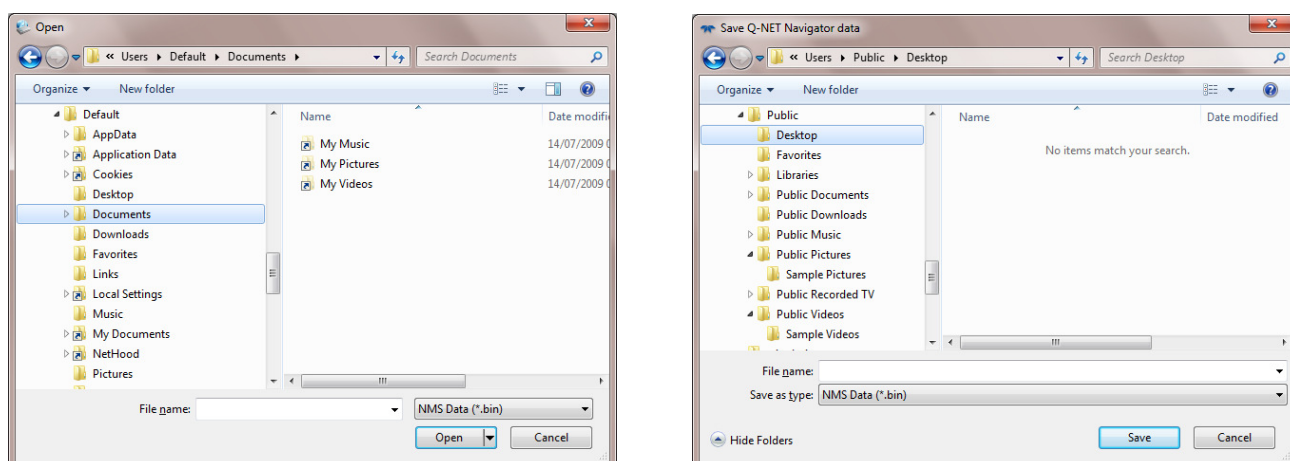 Open
« Users ▸ Default ▸ Documents ▸
Search Documents
Organize ▾ New folder
Default
AppData
Application Data
Cookies
Desktop
Documents
Downloads
Favorites
Links
Local Settings
Music
My Documents
NetHood
Pictures
Name Date modifi
My Music 14/07/2009 0
My Pictures 14/07/2009 0
My Videos 14/07/2009 0
File name:
NMS Data (*.bin)
Open Cancel
Save Q-NET Navigator data
« Users ▸ Public ▸ Desktop
Search Desktop
Organize ▾ New folder
Public
Desktop
Favorites
Libraries
Public Documents
Public Downloads
Public Music
Public Pictures
Sample Pictures
Public Recorded TV
Public Videos
Sample Videos
Name Date modified
No items match your search.
File name:
Save as type: NMS Data (*.bin)
Hide Folders Save Cancel